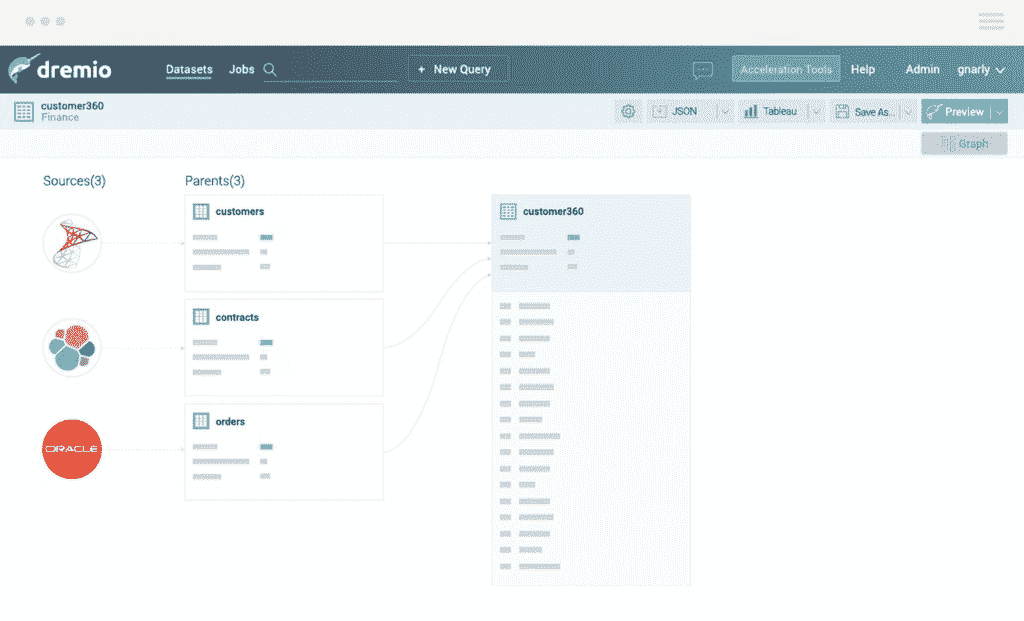 dremio
Datasets Jobs + New Query Acceleration Tools Help Admin gnarly
customer360
Finance
JSON Tableau Save As... Preview
Graph
Sources(3) Parents(3)
customers customer360
contracts
orders
ORACLE